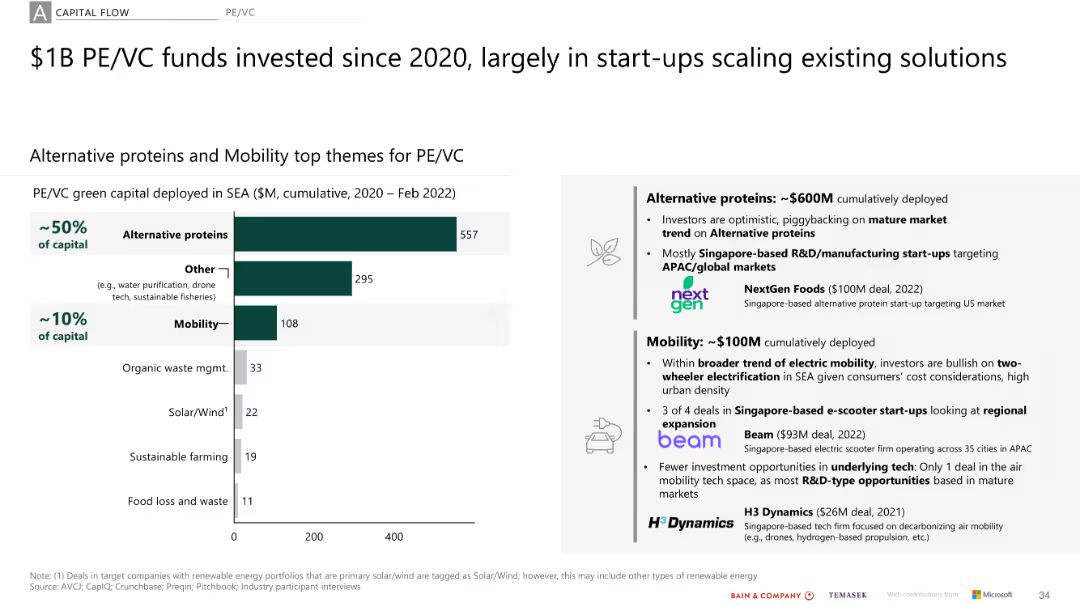 A CAPITAL FLOW PE/VC
$1B PE/VC funds invested since 2020, largely in start-ups scaling existing solutions
Alternative proteins and Mobility top themes for PE/VC
PE/VC green capital deployed in SEA ($M, cumulative, 2020 – Feb 2022)
~50%
of capital
Alternative proteins 557
Other
(e.g., water purification, drone
tech, sustainable fisheries)
295
~10%
of capital
Mobility 108
Organic waste mgmt. 33
Solar/Wind¹ 22
Sustainable farming 19
Food loss and waste 11
0 200 400
Alternative proteins: ~$600M cumulatively deployed
• Investors are optimistic, piggybacking on mature market
trend on Alternative proteins
• Mostly Singapore-based R&D/manufacturing start-ups targeting
APAC/global markets
next
gen
NextGen Foods ($100M deal, 2022)
Singapore-based alternative protein start-up targeting US market
Mobility: ~$100M cumulatively deployed
• Within broader trend of electric mobility, investors are bullish on two-
wheeler electrification in SEA given consumers' cost considerations, high
urban density
• 3 of 4 deals in Singapore-based e-scooter start-ups looking at regional
expansion
beam
Beam ($93M deal, 2022)
Singapore-based electric scooter firm operating across 35 cities in APAC
• Fewer investment opportunities in underlying tech: Only 1 deal in the air
mobility tech space, as most R&D-type opportunities based in mature
markets
H3 Dynamics
H3 Dynamics ($26M deal, 2021)
Singapore-based tech firm focused on decarbonizing air mobility
(e.g., drones, hydrogen-based propulsion, etc.)
Note: (1) Deals in target companies with renewable energy portfolios that are primary solar/wind are tagged as Solar/Wind; however, this may include other types of renewable energy
Source: AVCJ; CapIQ; Crunchbase; Preqin; Pitchbook; Industry participant interviews
BAIN & COMPANY TEMASEK With contributions from Microsoft 34